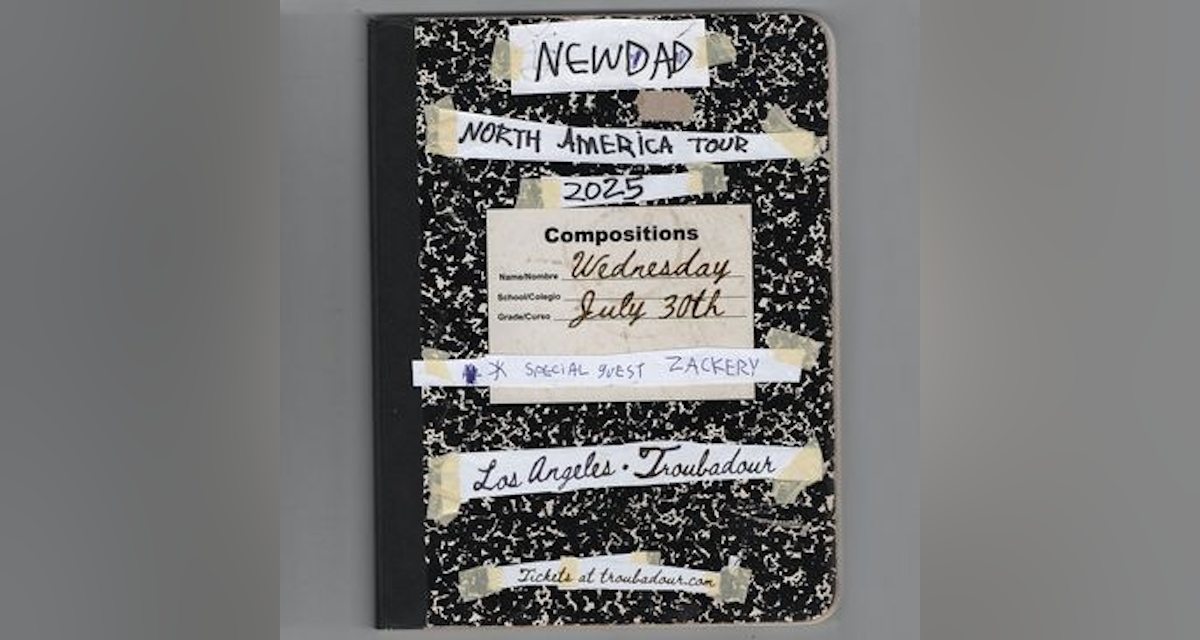 NEWDAD
NORTH AMERICA TOUR
2025
Compositions
Name/Nombre Wednesday
School/Colegio
Grade/Curso July 30th
* SPECIAL gUEST ZACKERY
Los Angeles • Troubadour
Tickets at troubadour.com